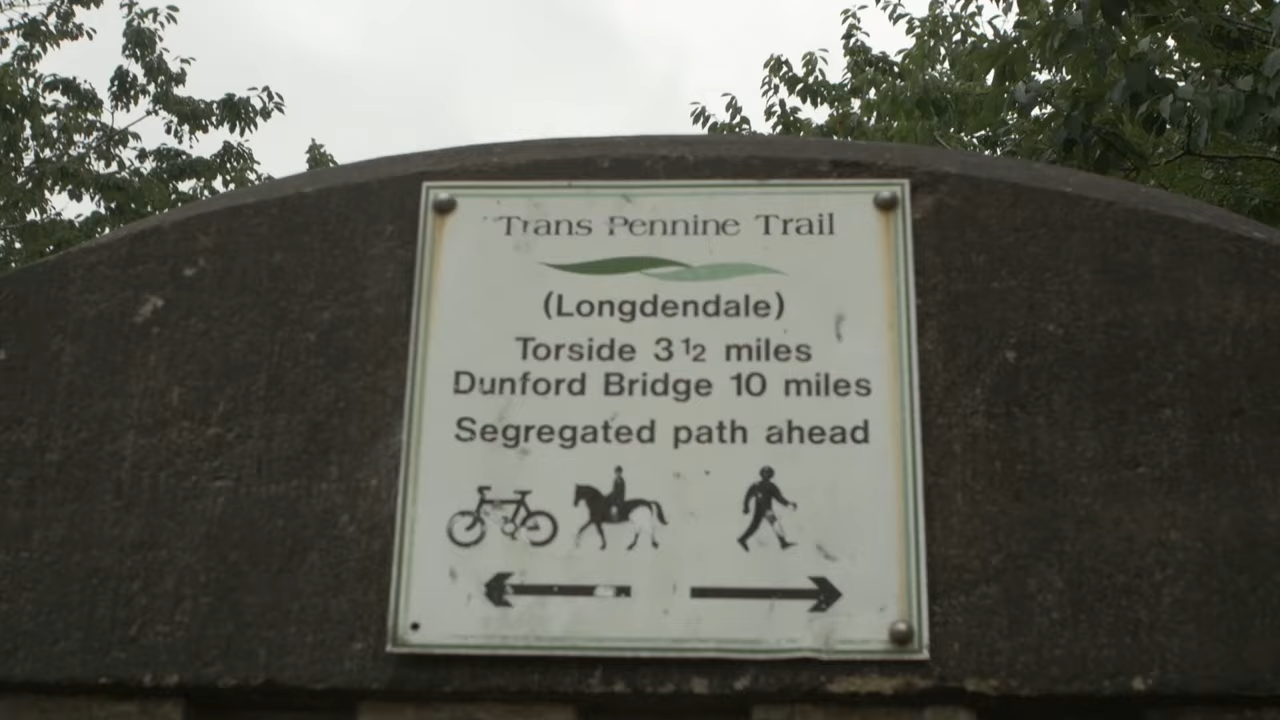 Trans Pennine Trail
(Longdendale)
Torside 3½ miles
Dunford Bridge 10 miles
Segregated path ahead